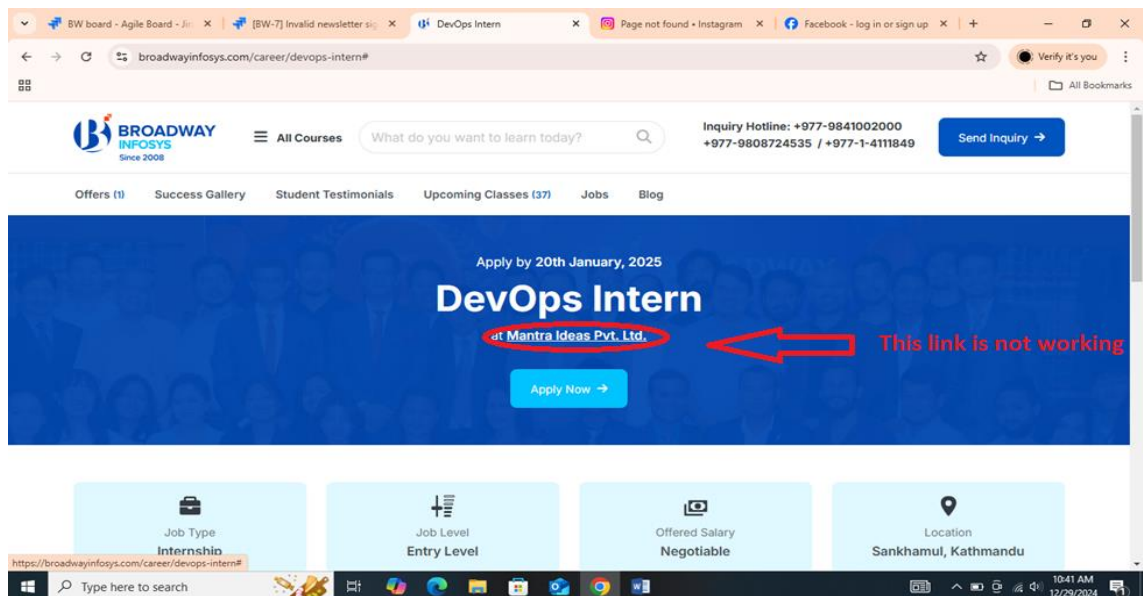 BW board - Agile Board - Jir
[BW-7] Invalid newsletter sig
DevOps Intern
Page not found • Instagram
Facebook - log in or sign up
broadwayinfosys.com/career/devops-intern#
Verify it's you
All Bookmarks
BROADWAY
INFOSYS
Since 2008
All Courses
What do you want to learn today?
Inquiry Hotline: +977-9841002000
+977-9808724535 / +977-1-4111849
Send Inquiry →
Offers (1) Success Gallery Student Testimonials Upcoming Classes (37) Jobs Blog
Apply by 20th January, 2025
DevOps Intern
at Mantra Ideas Pvt. Ltd.
This link is not working
Apply Now →
Job Type
Internship
Job Level
Entry Level
Offered Salary
Negotiable
Location
Sankhamul, Kathmandu
https://broadwayinfosys.com/career/devops-intern#
Type here to search
10:41 AM
12/29/2024